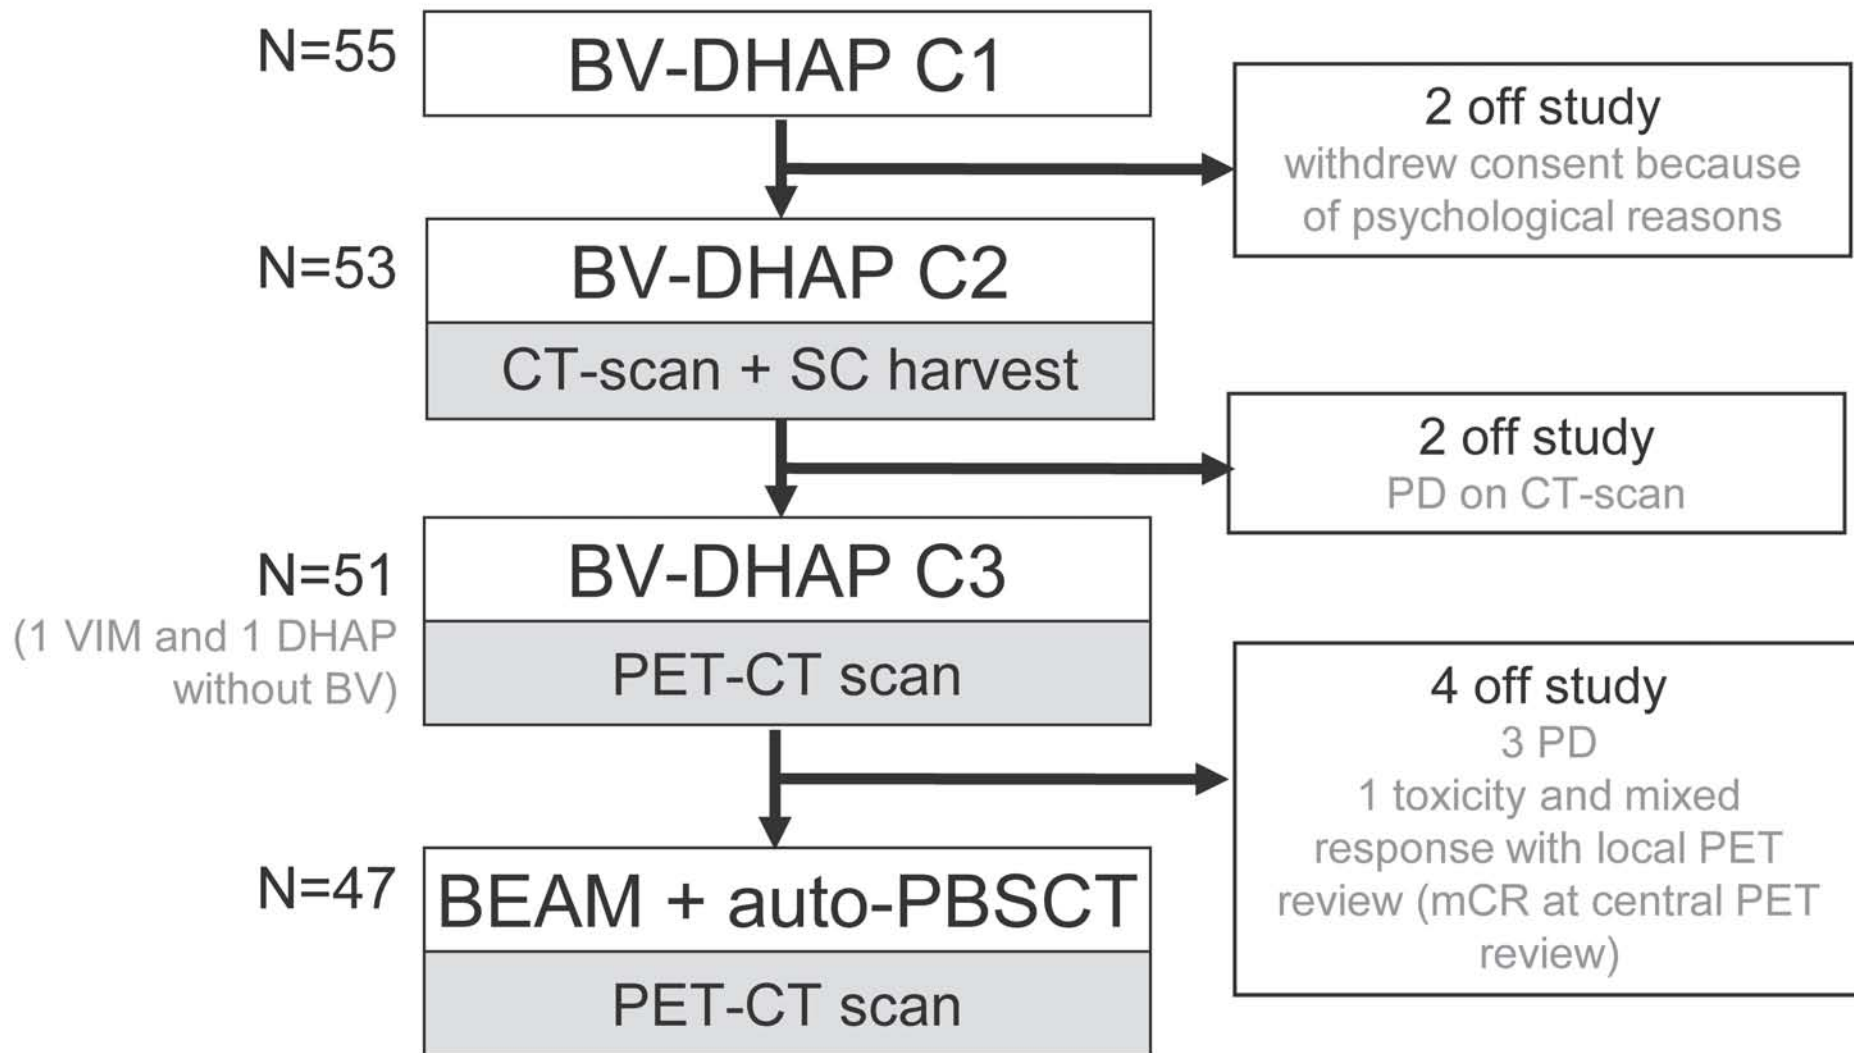 N=55
BV-DHAP C1
2 off study
withdrew consent because
of psychological reasons
N=53
BV-DHAP C2
CT-scan + SC harvest
2 off study
PD on CT-scan
N=51
(1 VIM and 1 DHAP
without BV)
BV-DHAP C3
PET-CT scan
4 off study
3 PD
1 toxicity and mixed
response with local PET
review (mCR at central PET
review)
N=47
BEAM + auto-PBSCT
PET-CT scan